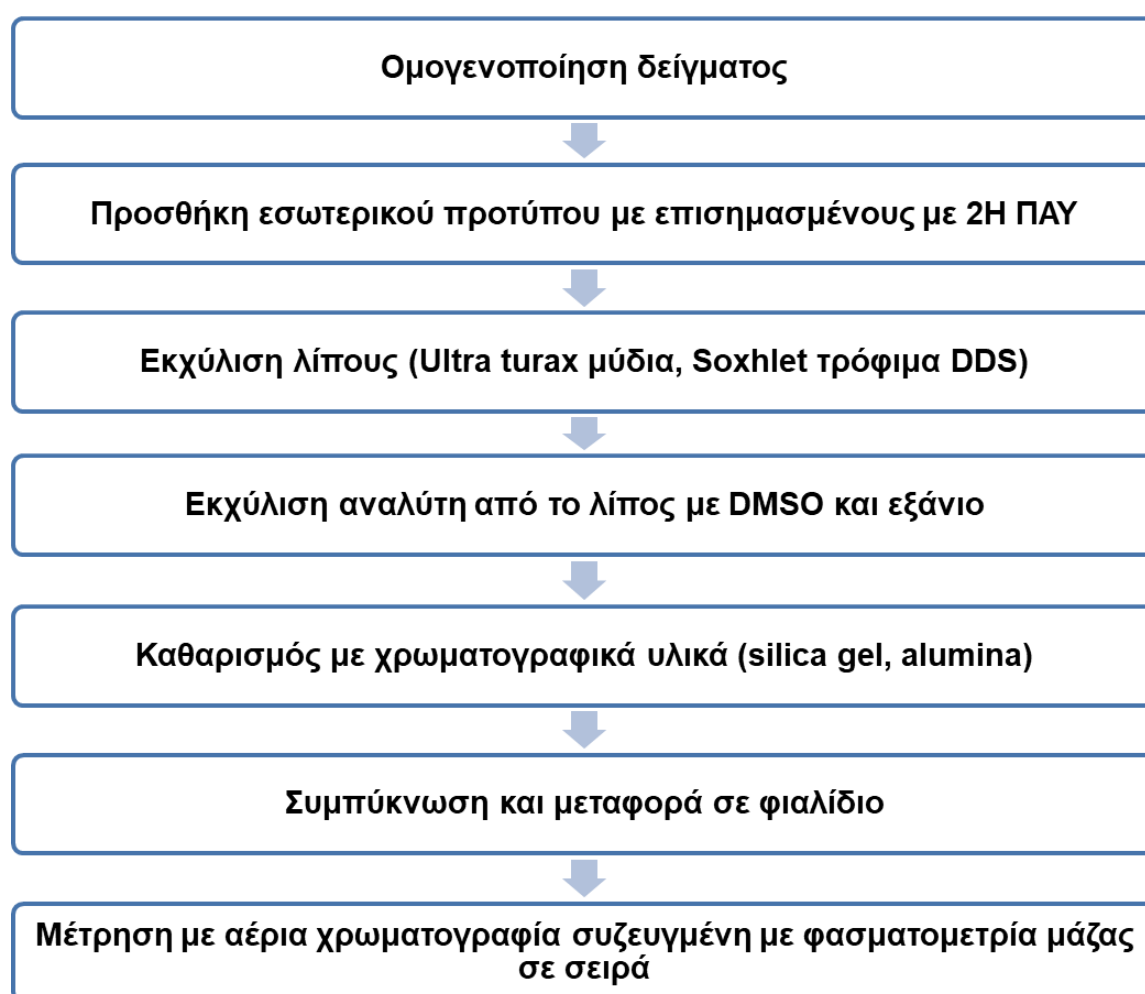 Ομογενοποίηση δείγματος
Προσθήκη εσωτερικού προτύπου με επισημασμένους με 2Η ΠΑΥ
Εκχύλιση λίπους (Ultra turax μύδια, Soxhlet τρόφιμα DDS)
Εκχύλιση αναλύτη από το λίπος με DMSO και εξάνιο
Καθαρισμός με χρωματογραφικά υλικά (silica gel, alumina)
Συμπύκνωση και μεταφορά σε φιαλίδιο
Μέτρηση με αέρια χρωματογραφία συζευγμένη με φασματομετρία μάζας
σε σειρά